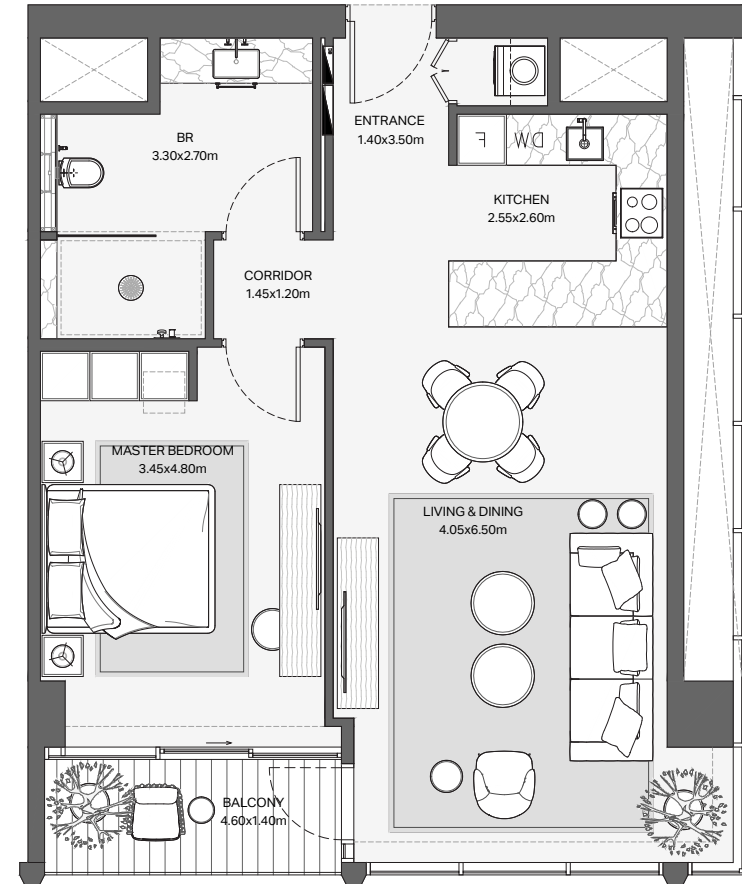 ENTRANCE
1.40x3.50m
BR
3.30x2.70m
F
DW
KITCHEN
2.55x2.60m
CORRIDOR
1.45x1.20m
MASTER BEDROOM
3.45x4.80m
LIVING & DINING
4.05x6.50m
BALCONY
4.60x1.40m